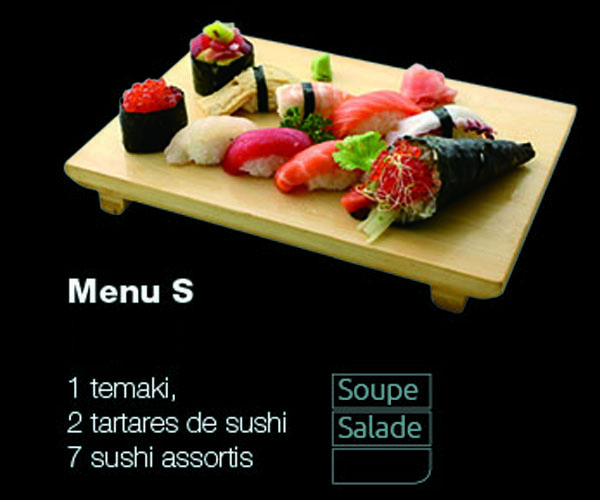 Menu S
1 temaki,
2 tartares de sushi
7 sushi assortis
Soupe
Salade